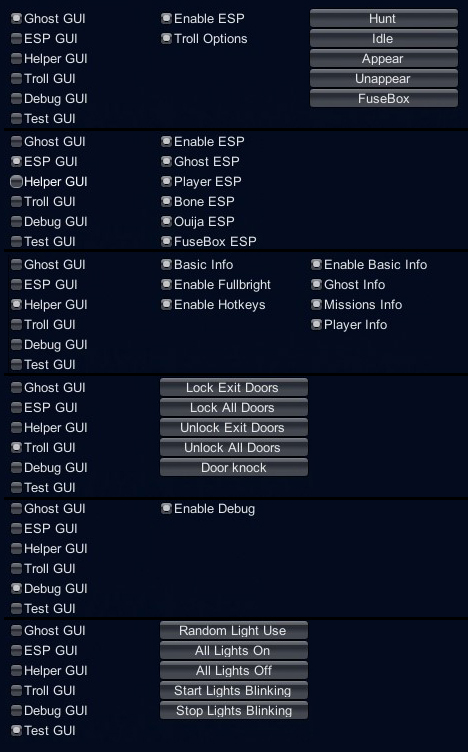 Ghost GUI Enable ESP Hunt
ESP GUI Troll Options Idle
Helper GUI Appear
Troll GUI Unappear
Debug GUI FuseBox
Test GUI
Ghost GUI Enable ESP
ESP GUI Ghost ESP
Helper GUI Player ESP
Troll GUI Bone ESP
Debug GUI Ouija ESP
Test GUI FuseBox ESP
Ghost GUI Basic Info Enable Basic Info
ESP GUI Enable Fullbright Ghost Info
Helper GUI Enable Hotkeys Missions Info
Troll GUI Player Info
Debug GUI
Test GUI
Ghost GUI Lock Exit Doors
ESP GUI Lock All Doors
Helper GUI Unlock Exit Doors
Troll GUI Unlock All Doors
Debug GUI Door knock
Test GUI
Ghost GUI Enable Debug
ESP GUI
Helper GUI
Troll GUI
Debug GUI
Test GUI
Ghost GUI Random Light Use
ESP GUI All Lights On
Helper GUI All Lights Off
Troll GUI Start Lights Blinking
Debug GUI Stop Lights Blinking
Test GUI